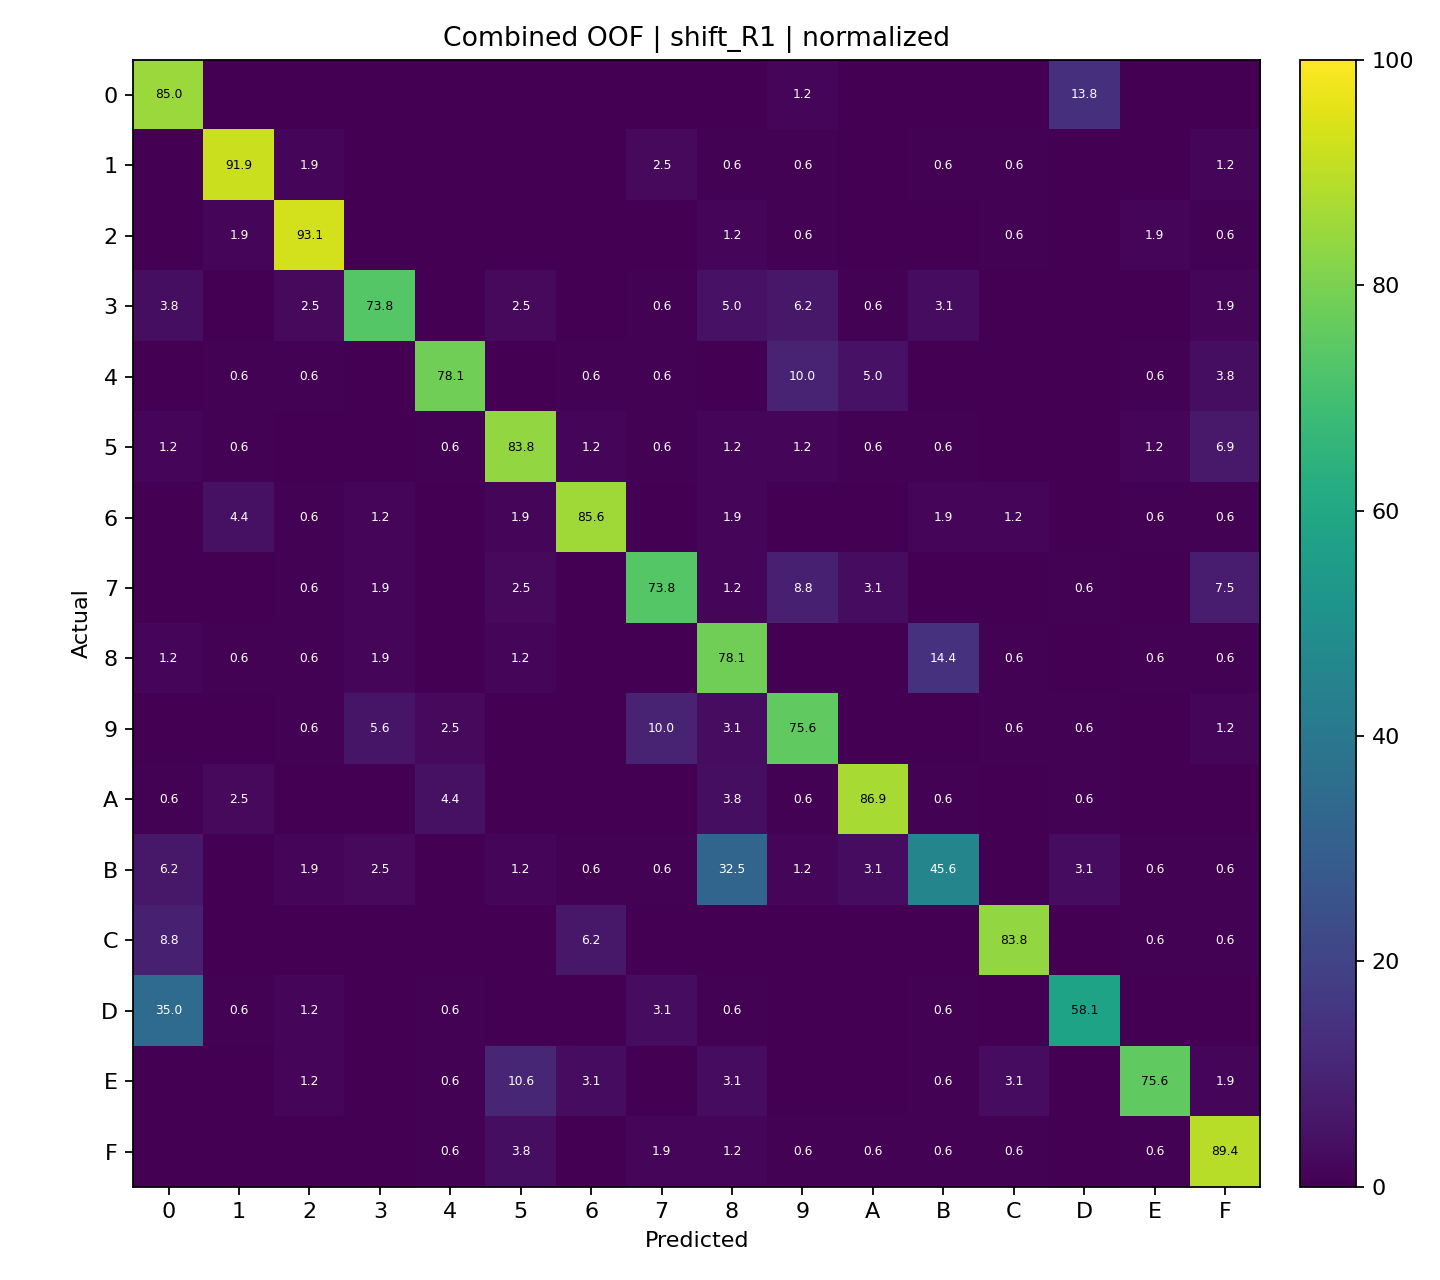 Combined OOF | shift_R1 | normalized
0 85.0 1.2 13.8
1 91.9 1.9 2.5 0.6 0.6 0.6 0.6 1.2
2 1.9 93.1 1.2 0.6 0.6 1.9 0.6
3 3.8 2.5 73.8 2.5 0.6 5.0 6.2 0.6 3.1 1.9
4 0.6 0.6 78.1 0.6 0.6 10.0 5.0 0.6 3.8
5 1.2 0.6 0.6 83.8 1.2 0.6 1.2 1.2 0.6 0.6 1.2 6.9
6 4.4 0.6 1.2 1.9 85.6 1.9 1.9 1.2 0.6 0.6
7 0.6 1.9 2.5 73.8 1.2 8.8 3.1 0.6 7.5
8 1.2 0.6 0.6 1.9 1.2 78.1 14.4 0.6 0.6 0.6
9 0.6 5.6 2.5 10.0 3.1 75.6 0.6 0.6 1.2
A 0.6 2.5 4.4 3.8 0.6 86.9 0.6 0.6
B 6.2 1.9 2.5 1.2 0.6 0.6 32.5 1.2 3.1 45.6 3.1 0.6 0.6
C 8.8 6.2 83.8 0.6 0.6
D 35.0 0.6 1.2 0.6 3.1 0.6 0.6 58.1
E 1.2 0.6 10.6 3.1 3.1 0.6 3.1 75.6 1.9
F 0.6 3.8 1.9 1.2 0.6 0.6 0.6 0.6 0.6 89.4
0 1 2 3 4 5 6 7 8 9 A B C D E F
Predicted
Actual
100
80
60
40
20
0